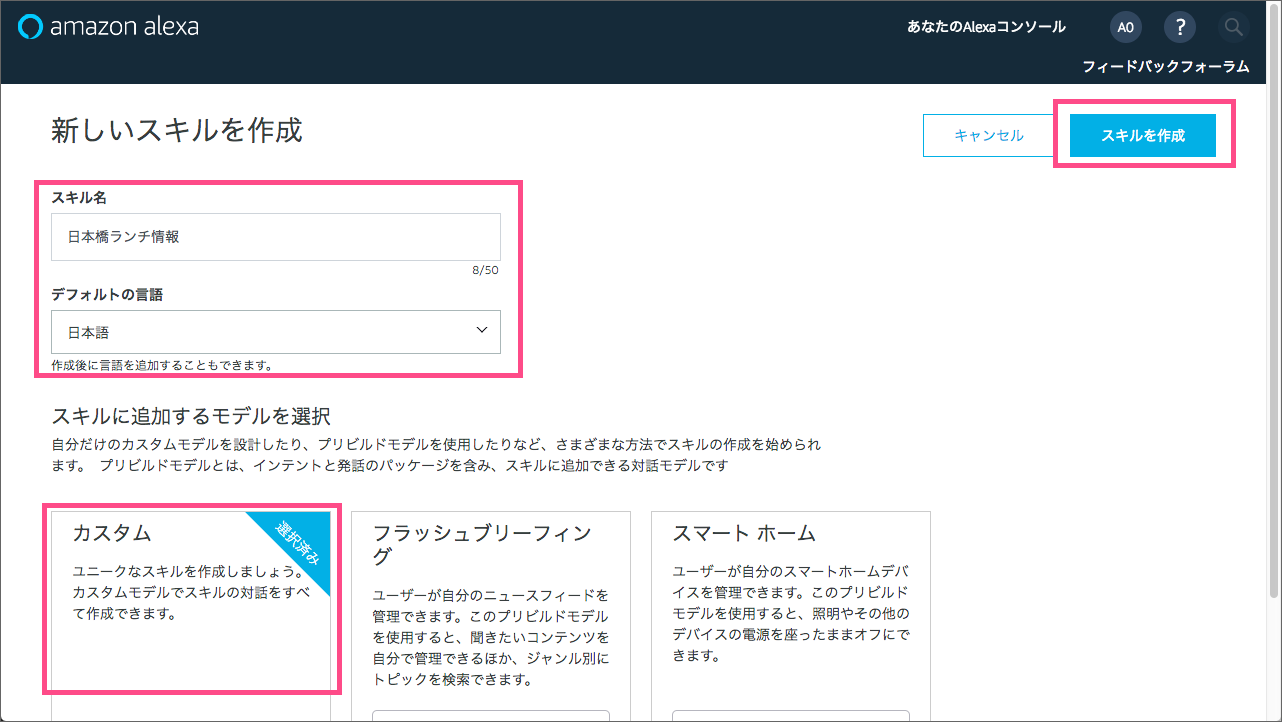 amazon alexa
あなたのAlexaコンソール
AO
?
フィードバックフォーラム
新しいスキルを作成
キャンセル
スキルを作成
スキル名
日本橋ランチ情報
8/50
デフォルトの言語
日本語
作成後に言語を追加することもできます。
スキルに追加するモデルを選択
自分だけのカスタムモデルを設計したり、プリビルドモデルを使用したりなど、さまざまな方法でスキルの作成を始められ
ます。 プリビルドモデルとは、インテントと発話のパッケージを含み、スキルに追加できる対話モデルです
カスタム
選択済み
ユニークなスキルを作成しましょう。
カスタムモデルでスキルの対話をすべ
て作成できます。
フラッシュブリーフィン
グ
ユーザーが自分のニュースフィードを
管理できます。このプリビルドモデル
を使用すると、聞きたいコンテンツを
自分で管理できるほか、ジャンル別に
トピックを検索できます。
スマート ホーム
ユーザーが自分のスマートホームデバ
イスを管理できます。このプリビルド
モデルを使用すると、照明やその他の
デバイスの電源を座ったままオフにで
きます。